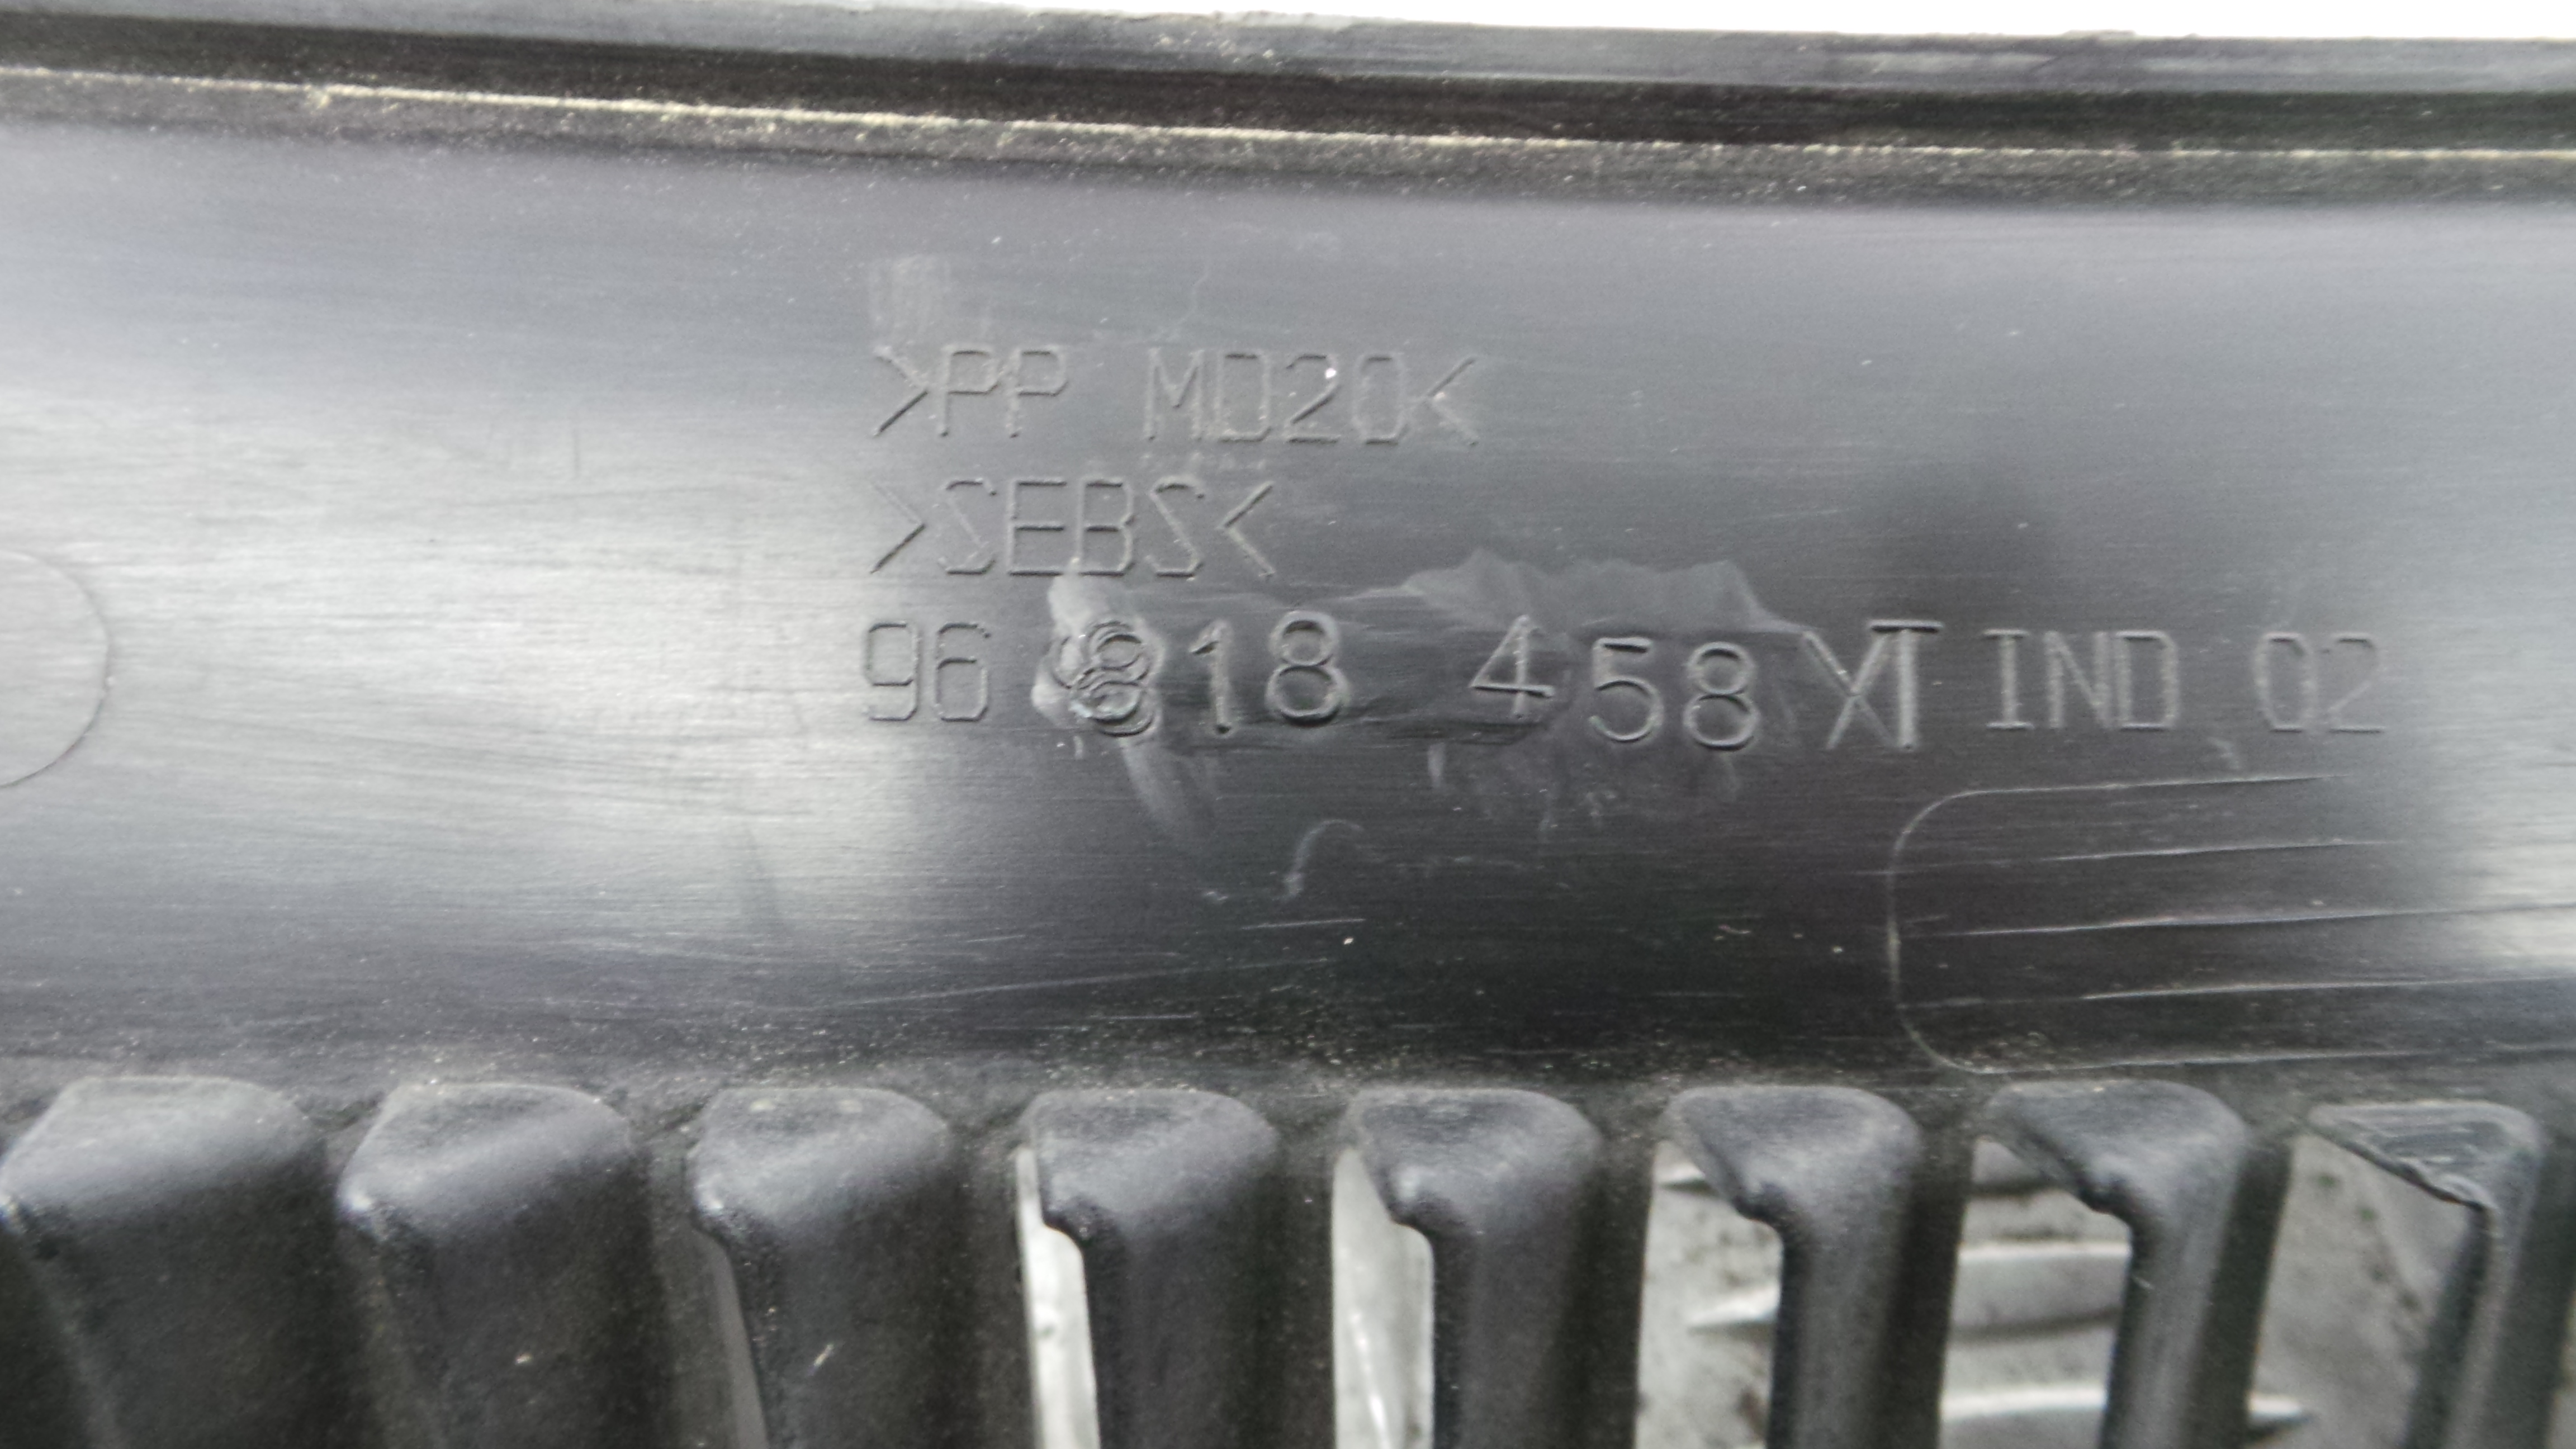 >PP MD20<
>SEBS<
96 818 458 XT IND 02